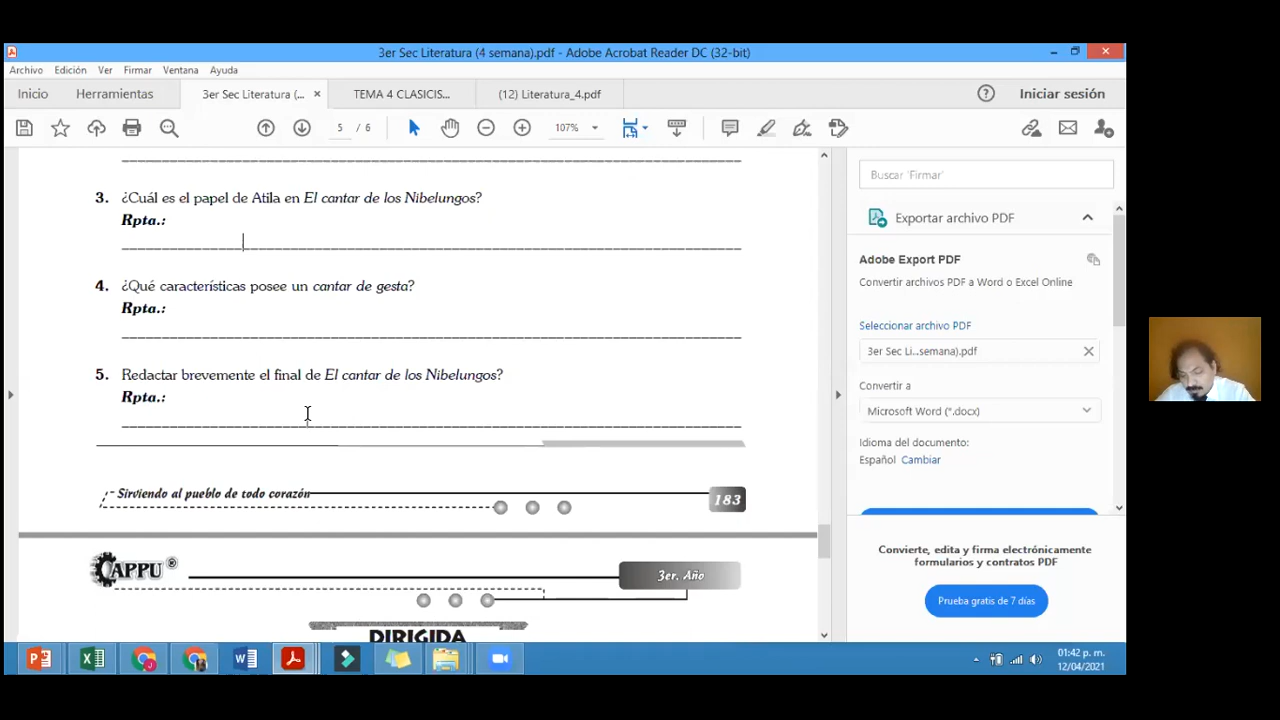 3er Sec Literatura (4 semana).pdf - Adobe Acrobat Reader DC (32-bit)
Archivo Edición Ver Firmar Ventana Ayuda
Inicio Herramientas 3er Sec Literatura (... × TEMA 4 CLASICIS... (12) Literatura_4.pdf Iniciar sesión
5 / 6 107%
3. ¿Cuál es el papel de Atila en El cantar de los Nibelungos?
Rpta.:
4. ¿Qué características posee un cantar de gesta?
Rpta.:
5. Redactar brevemente el final de El cantar de los Nibelungos?
Rpta.:
Sirviendo al pueblo de todo corazón
183
CAPPU ®
3er. Año
DIRIGIDA
Buscar 'Firmar'
Exportar archivo PDF
Adobe Export PDF
Convertir archivos PDF a Word o Excel Online
Seleccionar archivo PDF
3er Sec Li...semana).pdf
Convertir a
Microsoft Word (*.docx)
Idioma del documento:
Español Cambiar
Convierte, edita y firma electrónicamente
formularios y contratos PDF
Prueba gratis de 7 días
01:42 p. m.
12/04/2021